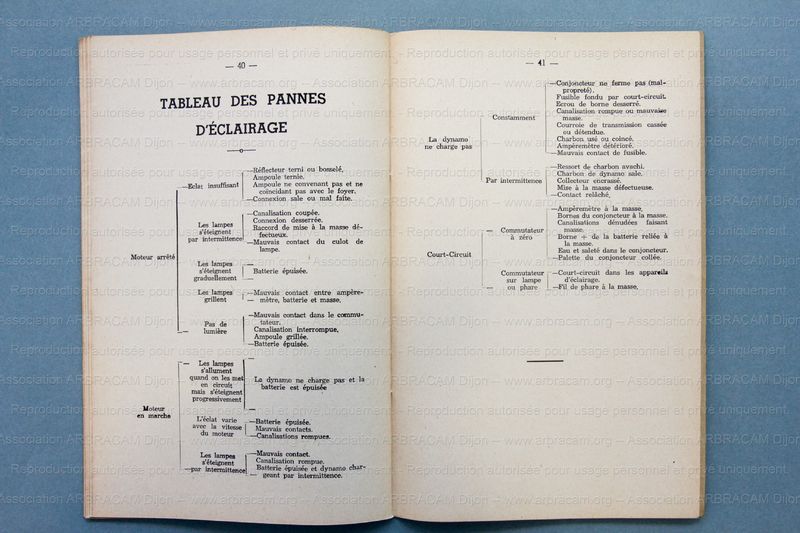 — 40 —
TABLEAU DES PANNES
D'ÉCLAIRAGE
Moteur arrêté
Eclat insuffisant
Réflecteur terni ou bosselé,
Ampoule ternie.
Ampoule ne convenant pas et ne
coïncidant pas avec le foyer.
Connexion sale ou mal faite.
Les lampes
s'éteignent
par intermittence
Canalisation coupée.
Connexion desserrée.
Raccord de mise à la masse dé-
fectueux.
Mauvais contact du culot de
lampe.
Les lampes
s'éteignent
graduellement
Batterie épuisée.
Les lampes
grillent
Mauvais contact entre ampère-
mètre, batterie et masse,
Pas de
lumière
Mauvais contact dans le commu-
tateur.
Canalisation interrompue,
Ampoule grillée.
Batterie épuisée.
Moteur
en marche
Les lampes
s'allument
quand on les met
en circuit
mais s'éteignent
progressivement
La dynamo ne charge pas et la
batterie est épuisée
L'éclat varie
avec la vitesse
du moteur
Batterie épuisée.
Mauvais contacts.
Canalisations rompues.
Les lampes
s'éteignent
par intermittence
Mauvais contact.
Canalisation rompue.
Batterie épuisée et dynamo char-
geant par intermittence.
— 41 —
La dynamo
ne charge pas
Constamment
Conjoncteur ne ferme pas (mal-
propreté).
Fusible fondu par court-circuit.
Ecrou de borne desserré.
Canalisation rompue ou mauvaise
masse.
Courroie de transmission cassée
ou détendue.
Charbon usé ou coincé.
Ampèremètre détérioré.
Mauvais contact de fusible.
Par intermittence
Ressort de charbon avachi.
Charbon de dynamo sale.
Collecteur encrassé.
Mise à la masse défectueuse.
Contact relâché,
Court-Circuit
Commutateur
à zéro
Ampèremètre à la masse,
Bornes du conjoncteur à la masse.
Canalisations dénudées faisant
masse.
Borne + de la batterie reliée à
la masse.
Eau et saleté dans le conjoncteur.
Palette du conjoncteur collée.
Commutateur
sur lampe
ou phare
Court-circuit dans les appareils
d'éclairage.
Fil de phare à la masse,
Association ARBRACAM Dijon – www.arbracam.org – Association ARBRACAM Dijon
Reproduction autorisée pour usage personnel et privé uniquement.